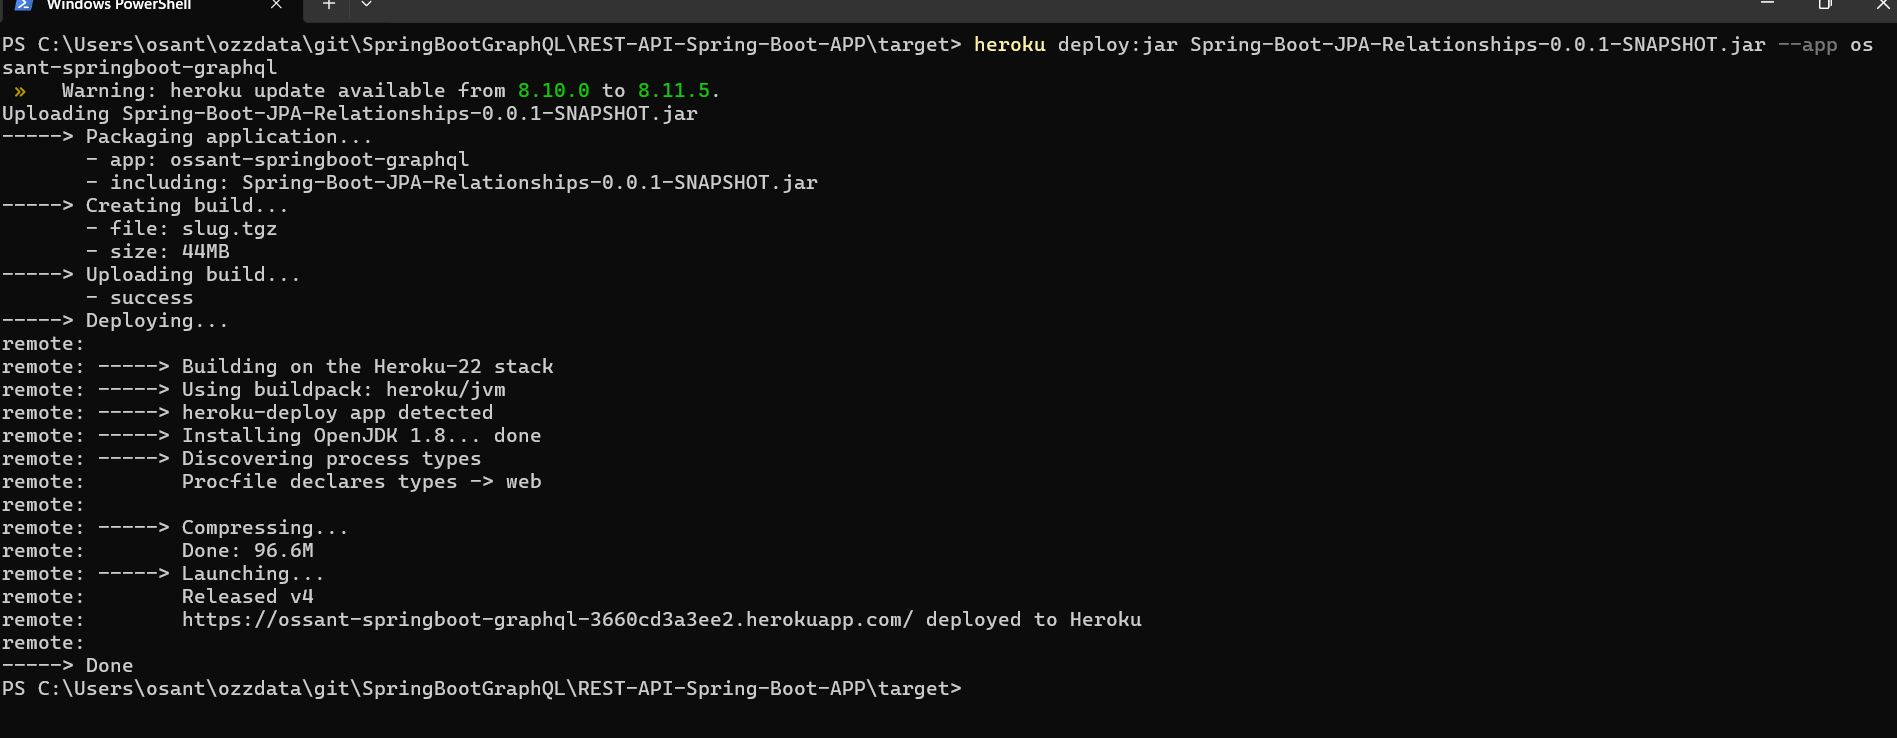 Windows PowerShell
PS C:\Users\osant\ozzdata\git\SpringBootGraphQL\REST-API-Spring-Boot-APP\target> heroku deploy:jar Spring-Boot-JPA-Relationships-0.0.1-SNAPSHOT.jar --app os
sant-springboot-graphql
»   Warning: heroku update available from 8.10.0 to 8.11.5.
Uploading Spring-Boot-JPA-Relationships-0.0.1-SNAPSHOT.jar
-----> Packaging application...
       - app: ossant-springboot-graphql
       - including: Spring-Boot-JPA-Relationships-0.0.1-SNAPSHOT.jar
-----> Creating build...
       - file: slug.tgz
       - size: 44MB
-----> Uploading build...
       - success
-----> Deploying...
remote:
remote: -----> Building on the Heroku-22 stack
remote: -----> Using buildpack: heroku/jvm
remote: -----> heroku-deploy app detected
remote: -----> Installing OpenJDK 1.8... done
remote: -----> Discovering process types
remote:        Procfile declares types -> web
remote:
remote: -----> Compressing...
remote:        Done: 96.6M
remote: -----> Launching...
remote:        Released v4
remote:        https://ossant-springboot-graphql-3660cd3a3ee2.herokuapp.com/ deployed to Heroku
remote:
-----> Done
PS C:\Users\osant\ozzdata\git\SpringBootGraphQL\REST-API-Spring-Boot-APP\target>